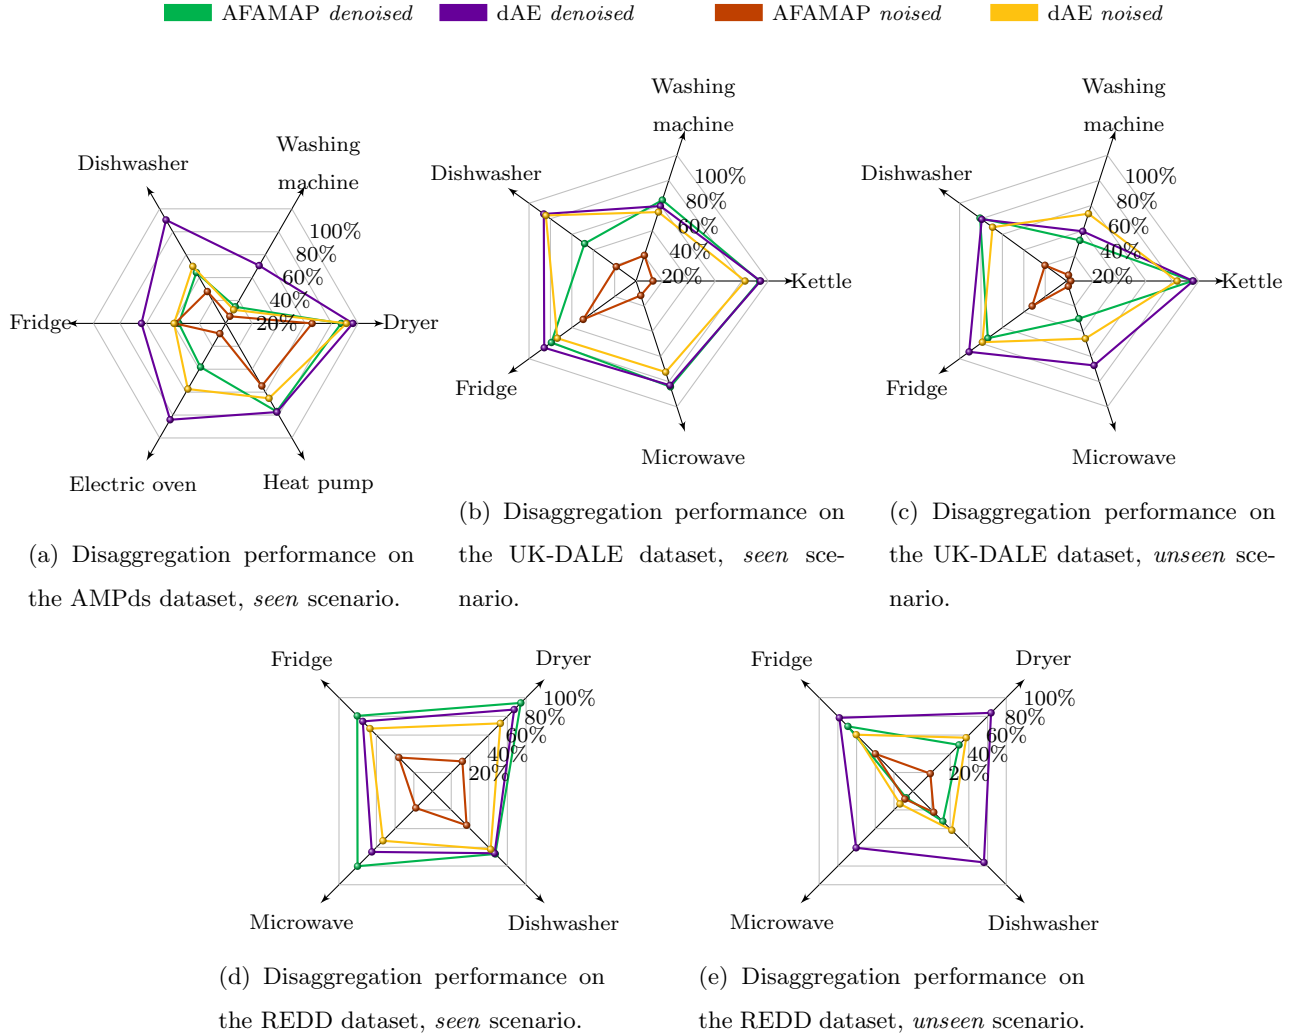 AFAMAP denoised dAE denoised AFAMAP noised dAE noised
Dishwasher
Washing
machine
100%
80%
60%
40%
20%
Fridge
Dryer
Electric oven
Heat pump
(a) Disaggregation performance on
the AMPds dataset, seen scenario.
Washing
machine
Dishwasher
100%
80%
60%
40%
20%
Kettle
Fridge
Microwave
(b) Disaggregation performance on
the UK-DALE dataset, seen sce-
nario.
Washing
machine
Dishwasher
100%
80%
60%
40%
20%
Kettle
Fridge
Microwave
(c) Disaggregation performance on
the UK-DALE dataset, unseen sce-
nario.
Fridge
Dryer
100%
80%
60%
40%
20%
Microwave
Dishwasher
(d) Disaggregation performance on
the REDD dataset, seen scenario.
Fridge
Dryer
100%
80%
60%
40%
20%
Microwave
Dishwasher
(e) Disaggregation performance on
the REDD dataset, unseen scenario.